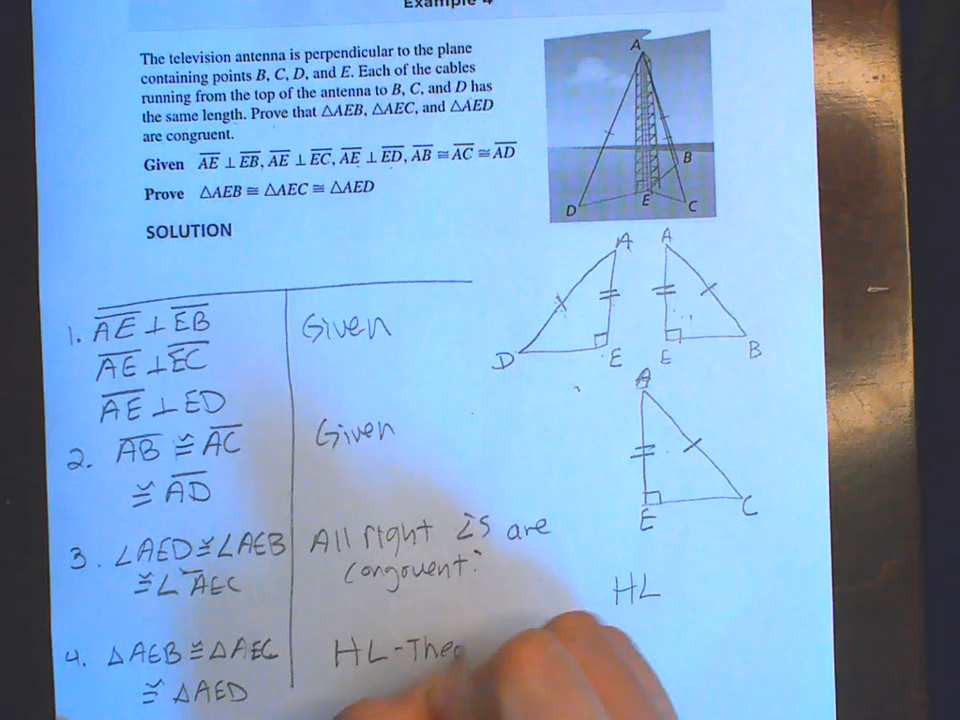 Example 4
The television antenna is perpendicular to the plane
containing points B, C, D, and E. Each of the cables
running from the top of the antenna to B, C, and D has
the same length. Prove that △AEB, △AEC, and △AED
are congruent.
Given AE ⊥ EB, AE ⊥ EC, AE ⊥ ED, AB ≅ AC ≅ AD
Prove △AEB ≅ △AEC ≅ △AED
SOLUTION
A
B
D
E
C
1. AE ⊥ EB
AE ⊥ EC
AE ⊥ ED
Given
2. AB ≅ AC
≅ AD
Given
3. ∠AED ≅ ∠AEB
≅ ∠AEC
All right ∠s are
congruent.
4. △AEB ≅ △AEC
≅ △AED
HL-Theo
A
D
E
A
E
B
A
E
C
HL